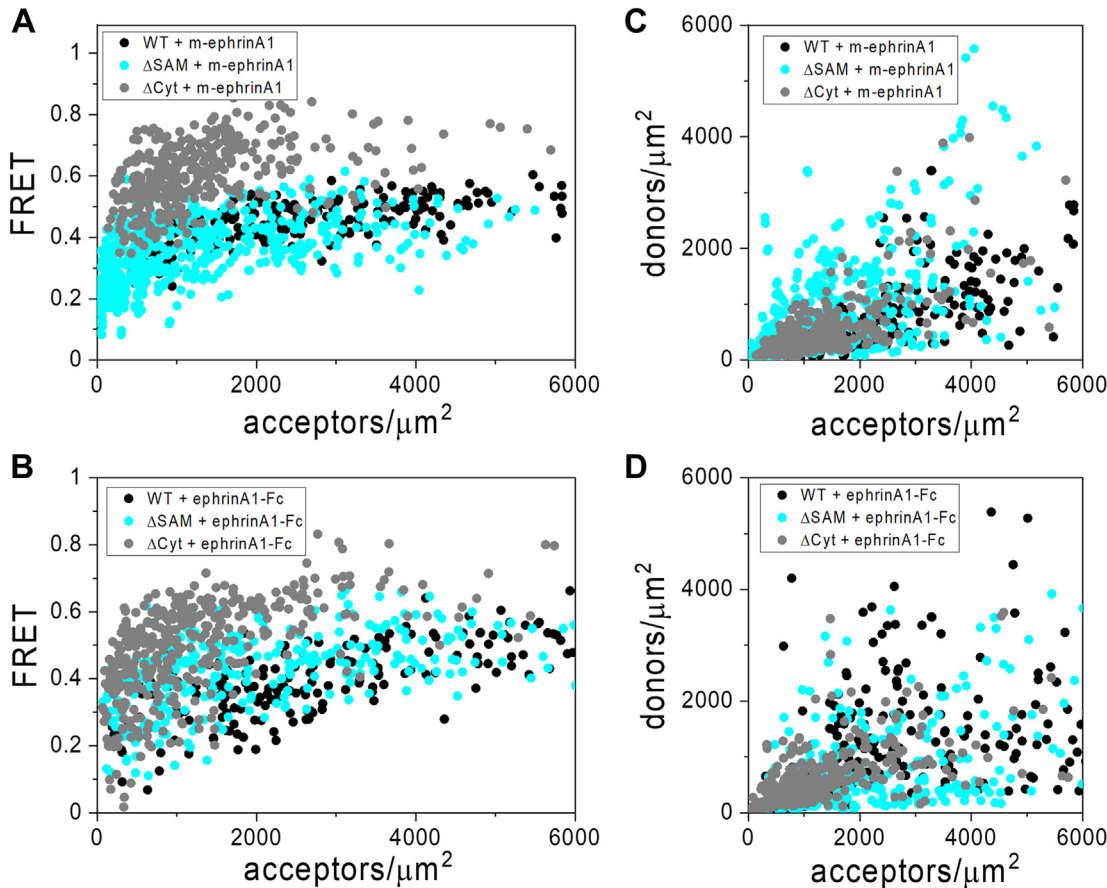 A
WT + m-ephrinA1
ΔSAM + m-ephrinA1
ΔCyt + m-ephrinA1
1
0.8
0.6
0.4
0.2
0
FRET
0 2000 4000 6000
acceptors/μm²
B
WT + ephrinA1-Fc
ΔSAM + ephrinA1-Fc
ΔCyt + ephrinA1-Fc
1
0.8
0.6
0.4
0.2
0
FRET
0 2000 4000 6000
acceptors/μm²
C
WT + m-ephrinA1
ΔSAM + m-ephrinA1
ΔCyt + m-ephrinA1
6000
4000
2000
0
donors/μm²
0 2000 4000 6000
acceptors/μm²
D
WT + ephrinA1-Fc
ΔSAM + ephrinA1-Fc
ΔCyt + ephrinA1-Fc
6000
4000
2000
0
donors/μm²
0 2000 4000 6000
acceptors/μm²